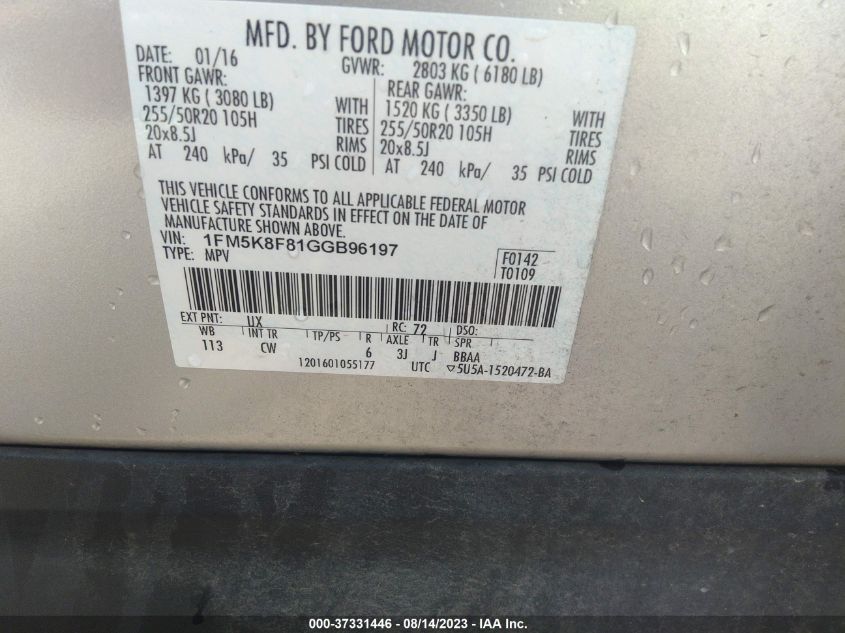 MFD. BY FORD MOTOR CO.
DATE: 01/16 GVWR: 2803 KG ( 6180 LB)
FRONT GAWR: REAR GAWR:
1397 KG ( 3080 LB) WITH 1520 KG ( 3350 LB) WITH
255/50R20 105H TIRES 255/50R20 105H TIRES
20x8.5J RIMS 20x8.5J RIMS
AT 240 kPa/ 35 PSI COLD AT 240 kPa/ 35 PSI COLD
THIS VEHICLE CONFORMS TO ALL APPLICABLE FEDERAL MOTOR
VEHICLE SAFETY STANDARDS IN EFFECT ON THE DATE OF
MANUFACTURE SHOWN ABOVE.
VIN: 1FM5K8F81GGB96197 F0142
TYPE: MPV T0109
EXT PNT: UX RC: 72 DSO:
WB INT TR TP/PS R AXLE TR SPR
113 CW 6 3J J BBAA
1201601055177 UTC ▽5U5A-1520472-BA
000-37331446 - 08/14/2023 - IAA Holdings, LLC.